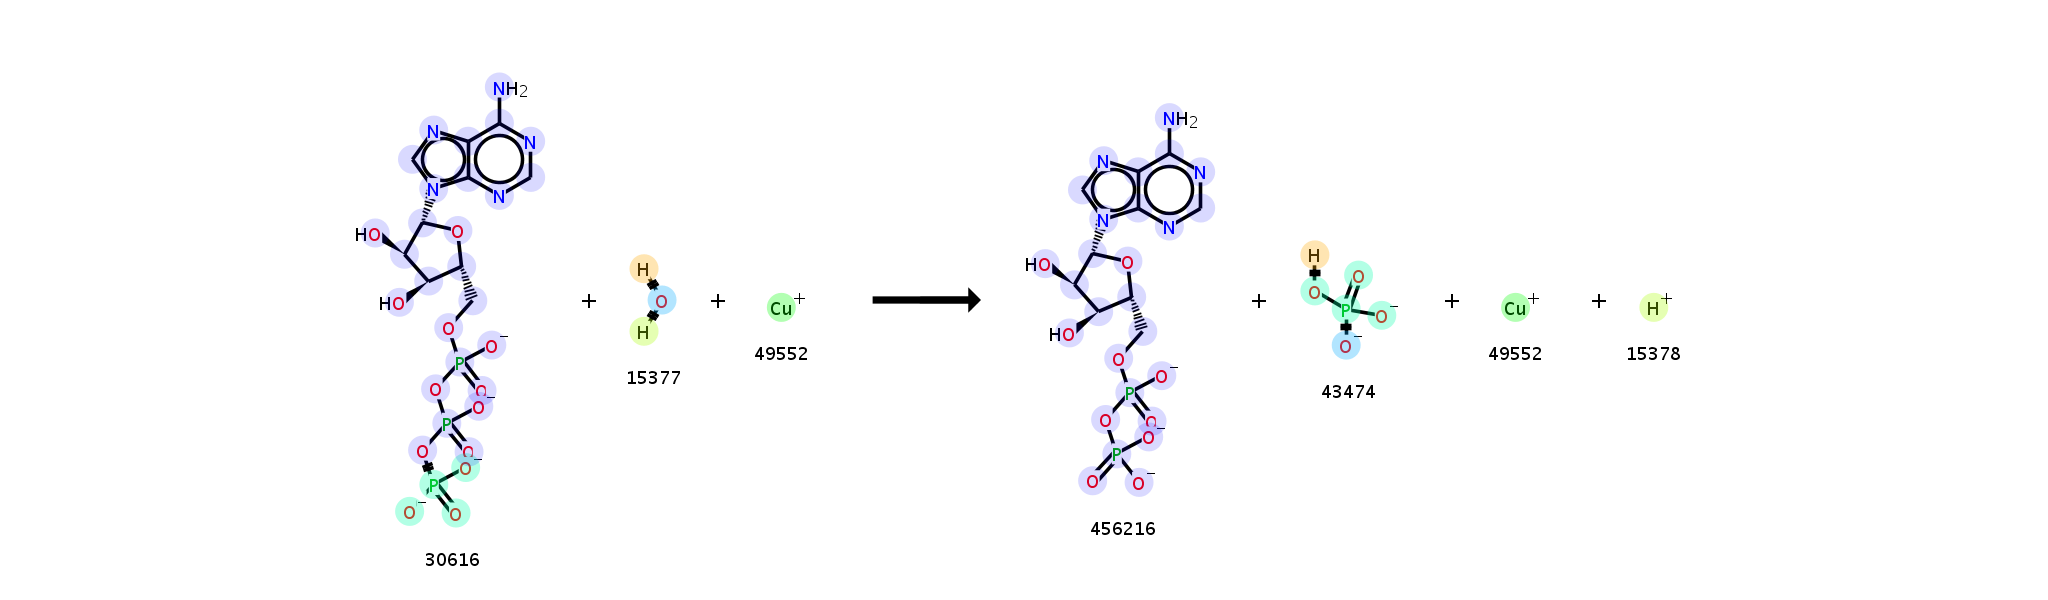 NH2
N N
N N
HO O
HO
O
P O−
O O
O−
P
O O
O−
P
O− O
30616
+
H
O
H
15377
+
Cu+
49552
NH2
N N
N N
HO O
HO
O
P O−
O O
O−
P
O O−
456216
+
H
O O
P O−
O−
43474
+
Cu+
49552
+
H+
15378